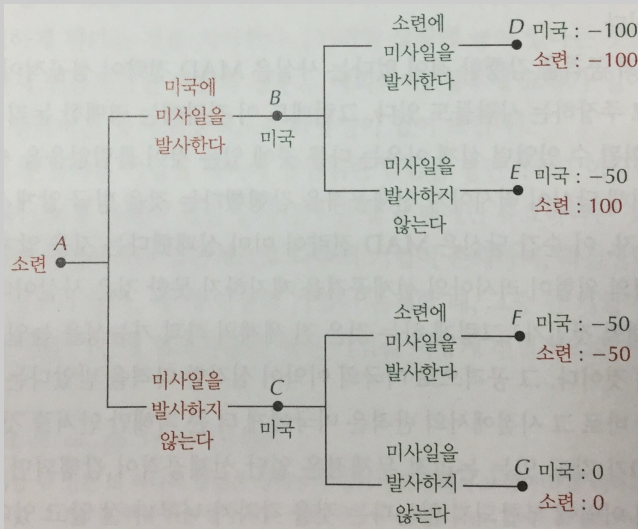 소련
A
미국에
미사일을
발사한다
B
미국
소련에
미사일을
발사한다
D 미국 : -100
소련 : -100
미사일을
발사하지
않는다
E 미국 : -50
소련 : 100
미사일을
발사하지
않는다
C
미국
소련에
미사일을
발사한다
F 미국 : -50
소련 : -50
미사일을
발사하지
않는다
G 미국 : 0
소련 : 0